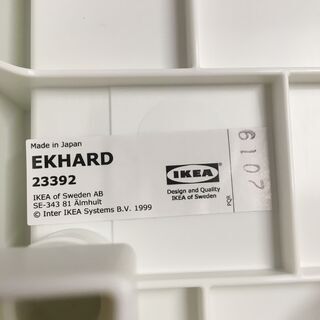 Made in Japan
EKHARD
23392
IKEA of Sweden AB
SE-343 81 Älmhult
© Inter IKEA Systems B.V. 1999
IKEA
Design and Quality
IKEA of Sweden
PQR